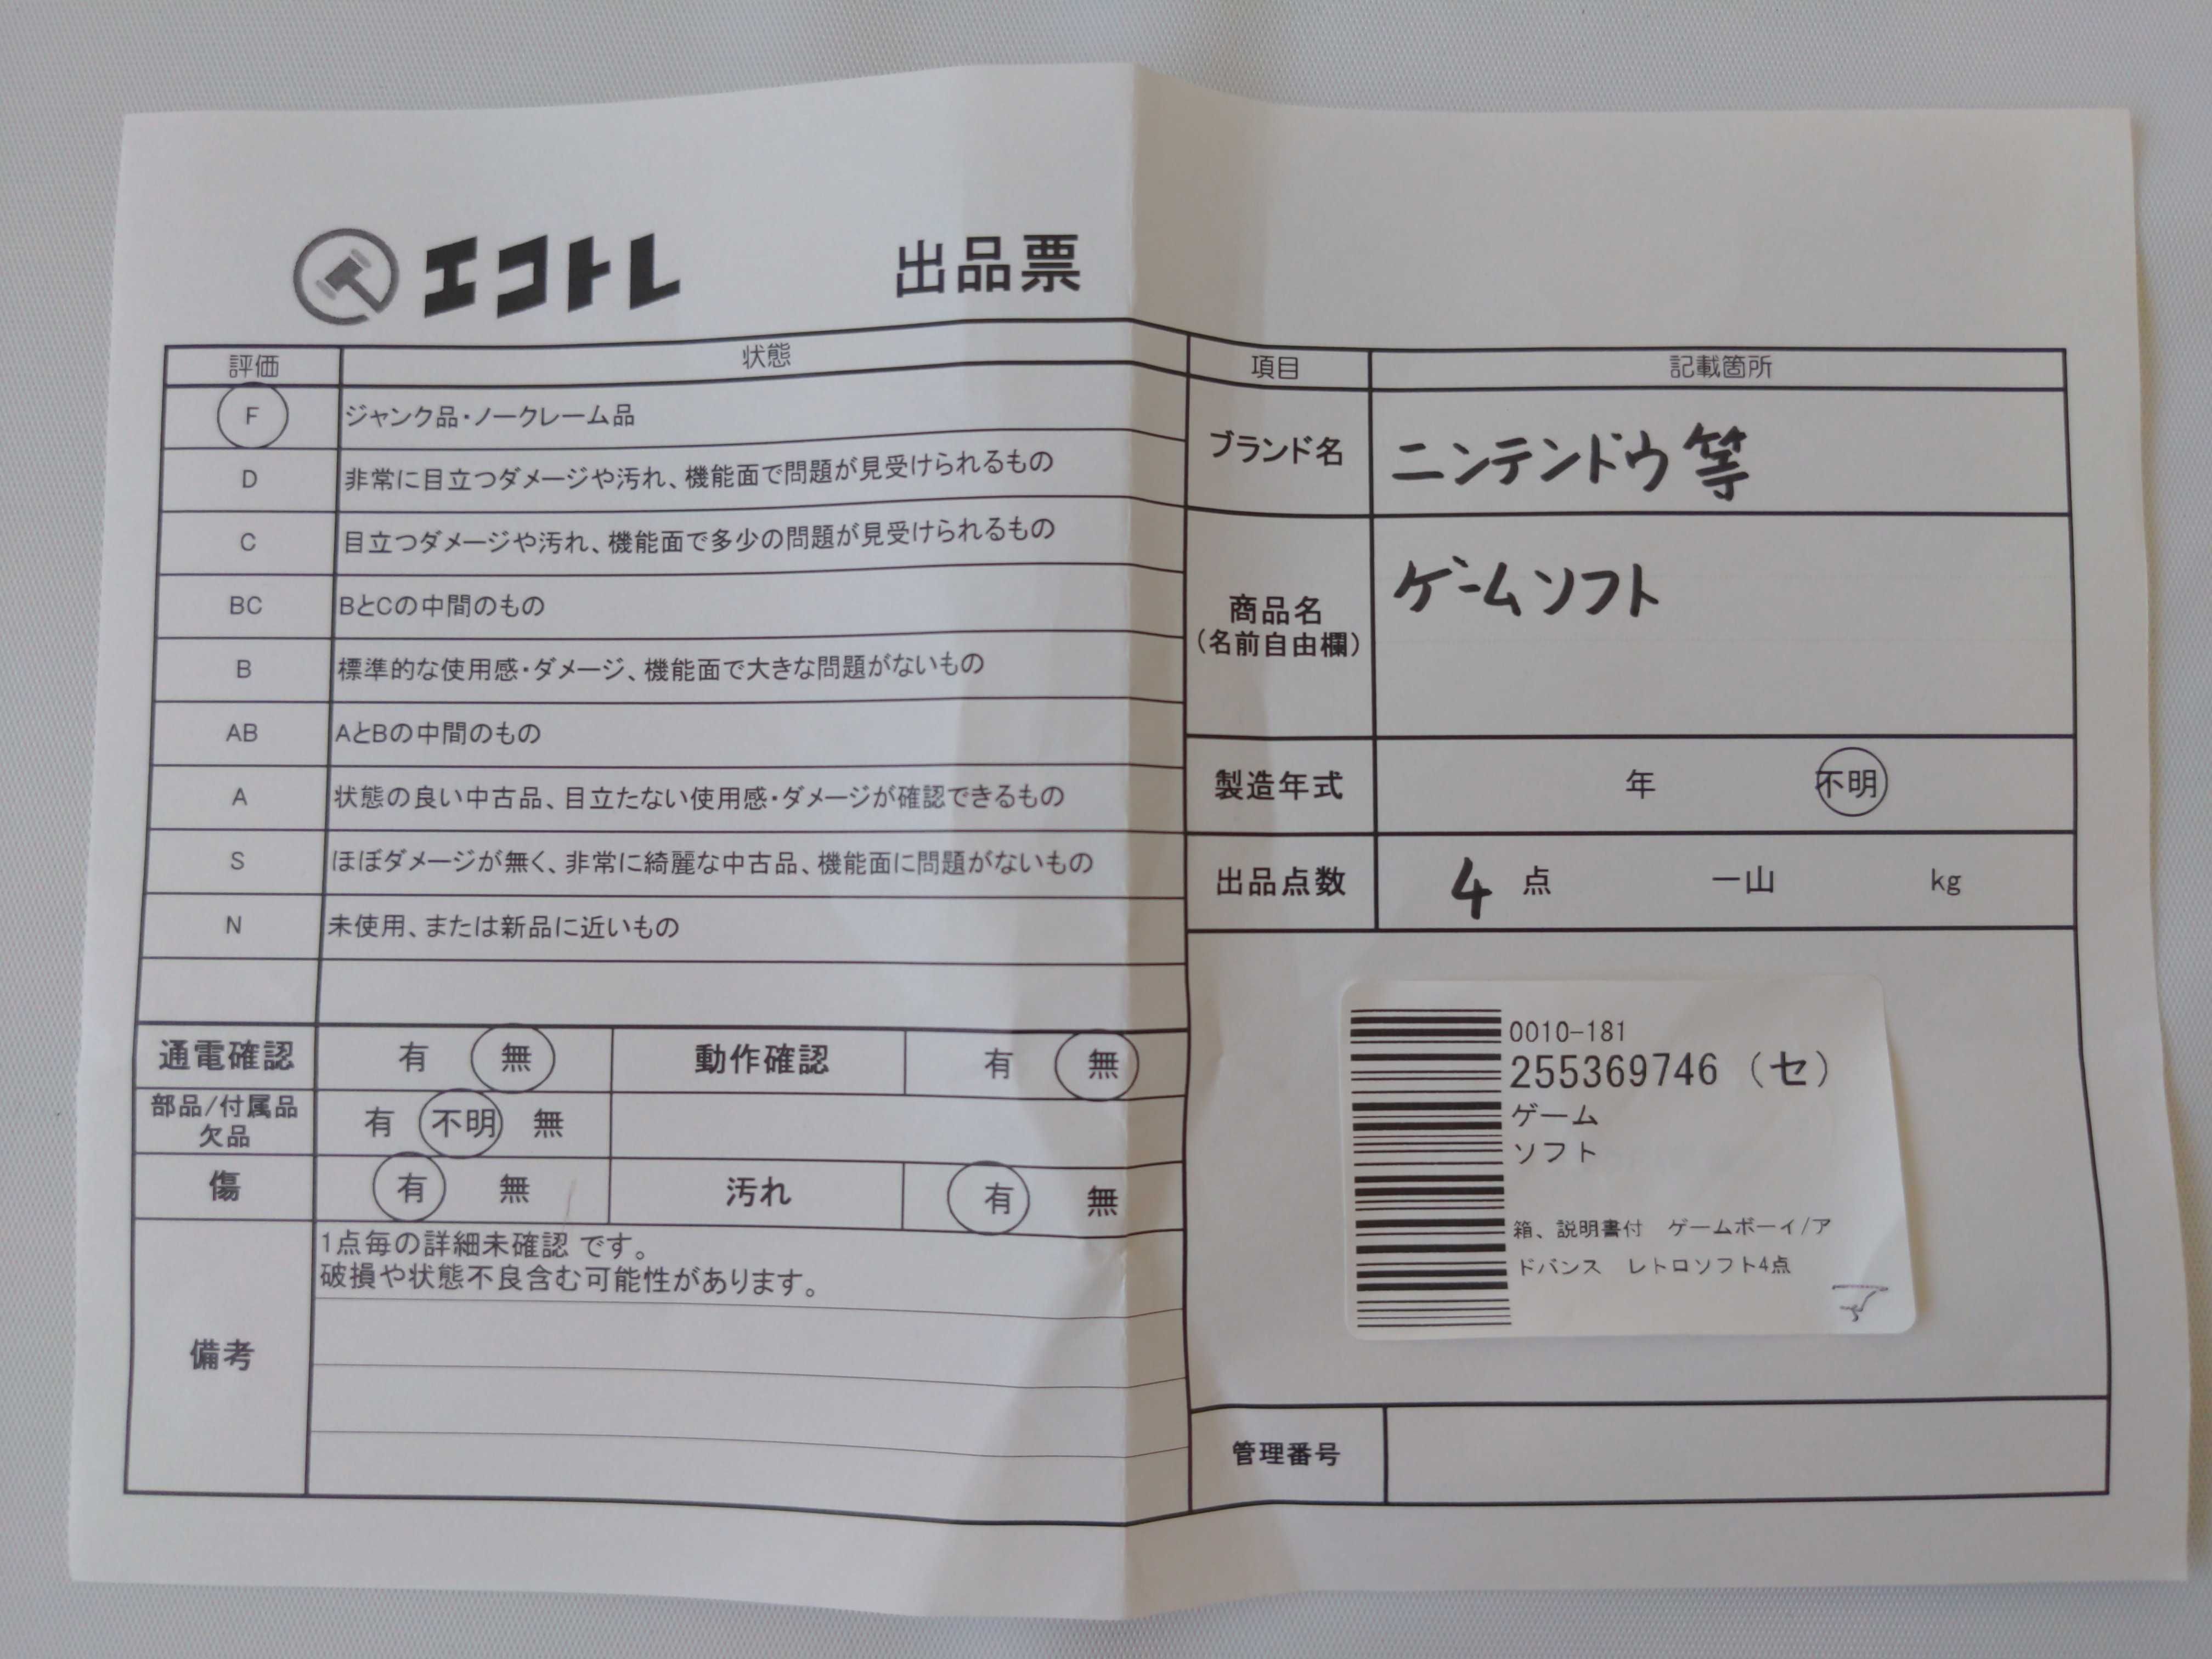 エコトレ 出品票
評価 状態
F ジャンク品・ノークレーム品
D 非常に目立つダメージや汚れ、機能面で問題が見受けられるもの
C 目立つダメージや汚れ、機能面で多少の問題が見受けられるもの
BC BとCの中間のもの
B 標準的な使用感・ダメージ、機能面で大きな問題がないもの
AB AとBの中間のもの
A 状態の良い中古品、目立たない使用感・ダメージが確認できるもの
S ほぼダメージが無く、非常に綺麗な中古品、機能面に問題がないもの
N 未使用、または新品に近いもの
通電確認 有 無 動作確認 有 無
部品/付属品
欠品
有 不明 無
傷 有 無 汚れ 有 無
備考
1点毎の詳細未確認 です。
破損や状態不良含む可能性があります。
項目 記載箇所
ブランド名 ニンテンドウ等
商品名
(名前自由欄)
ゲームソフト
製造年式 年 不明
出品点数 4 点 一山 kg
0010-181
255369746 (セ)
ゲーム
ソフト
箱、説明書付 ゲームボーイ/ア
ドバンス レトロソフト4点
管理番号